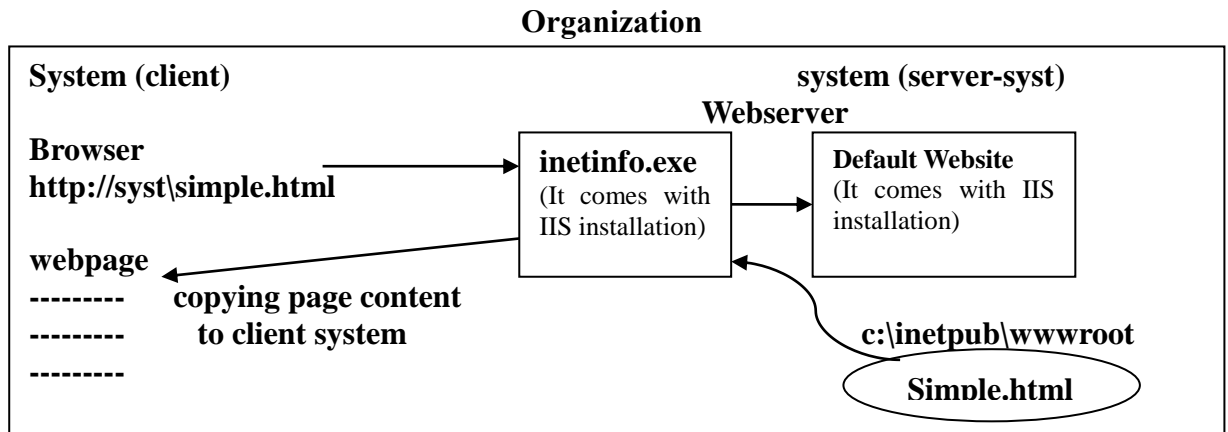 Organization
System (client)
system (server-syst)
Webserver
Browser
http://syst\simple.html
inetinfo.exe
(It comes with
IIS installation)
Default Website
(It comes with IIS
installation)
webpage
---------
---------
---------
copying page content
to client system
c:\inetpub\wwwroot
Simple.html